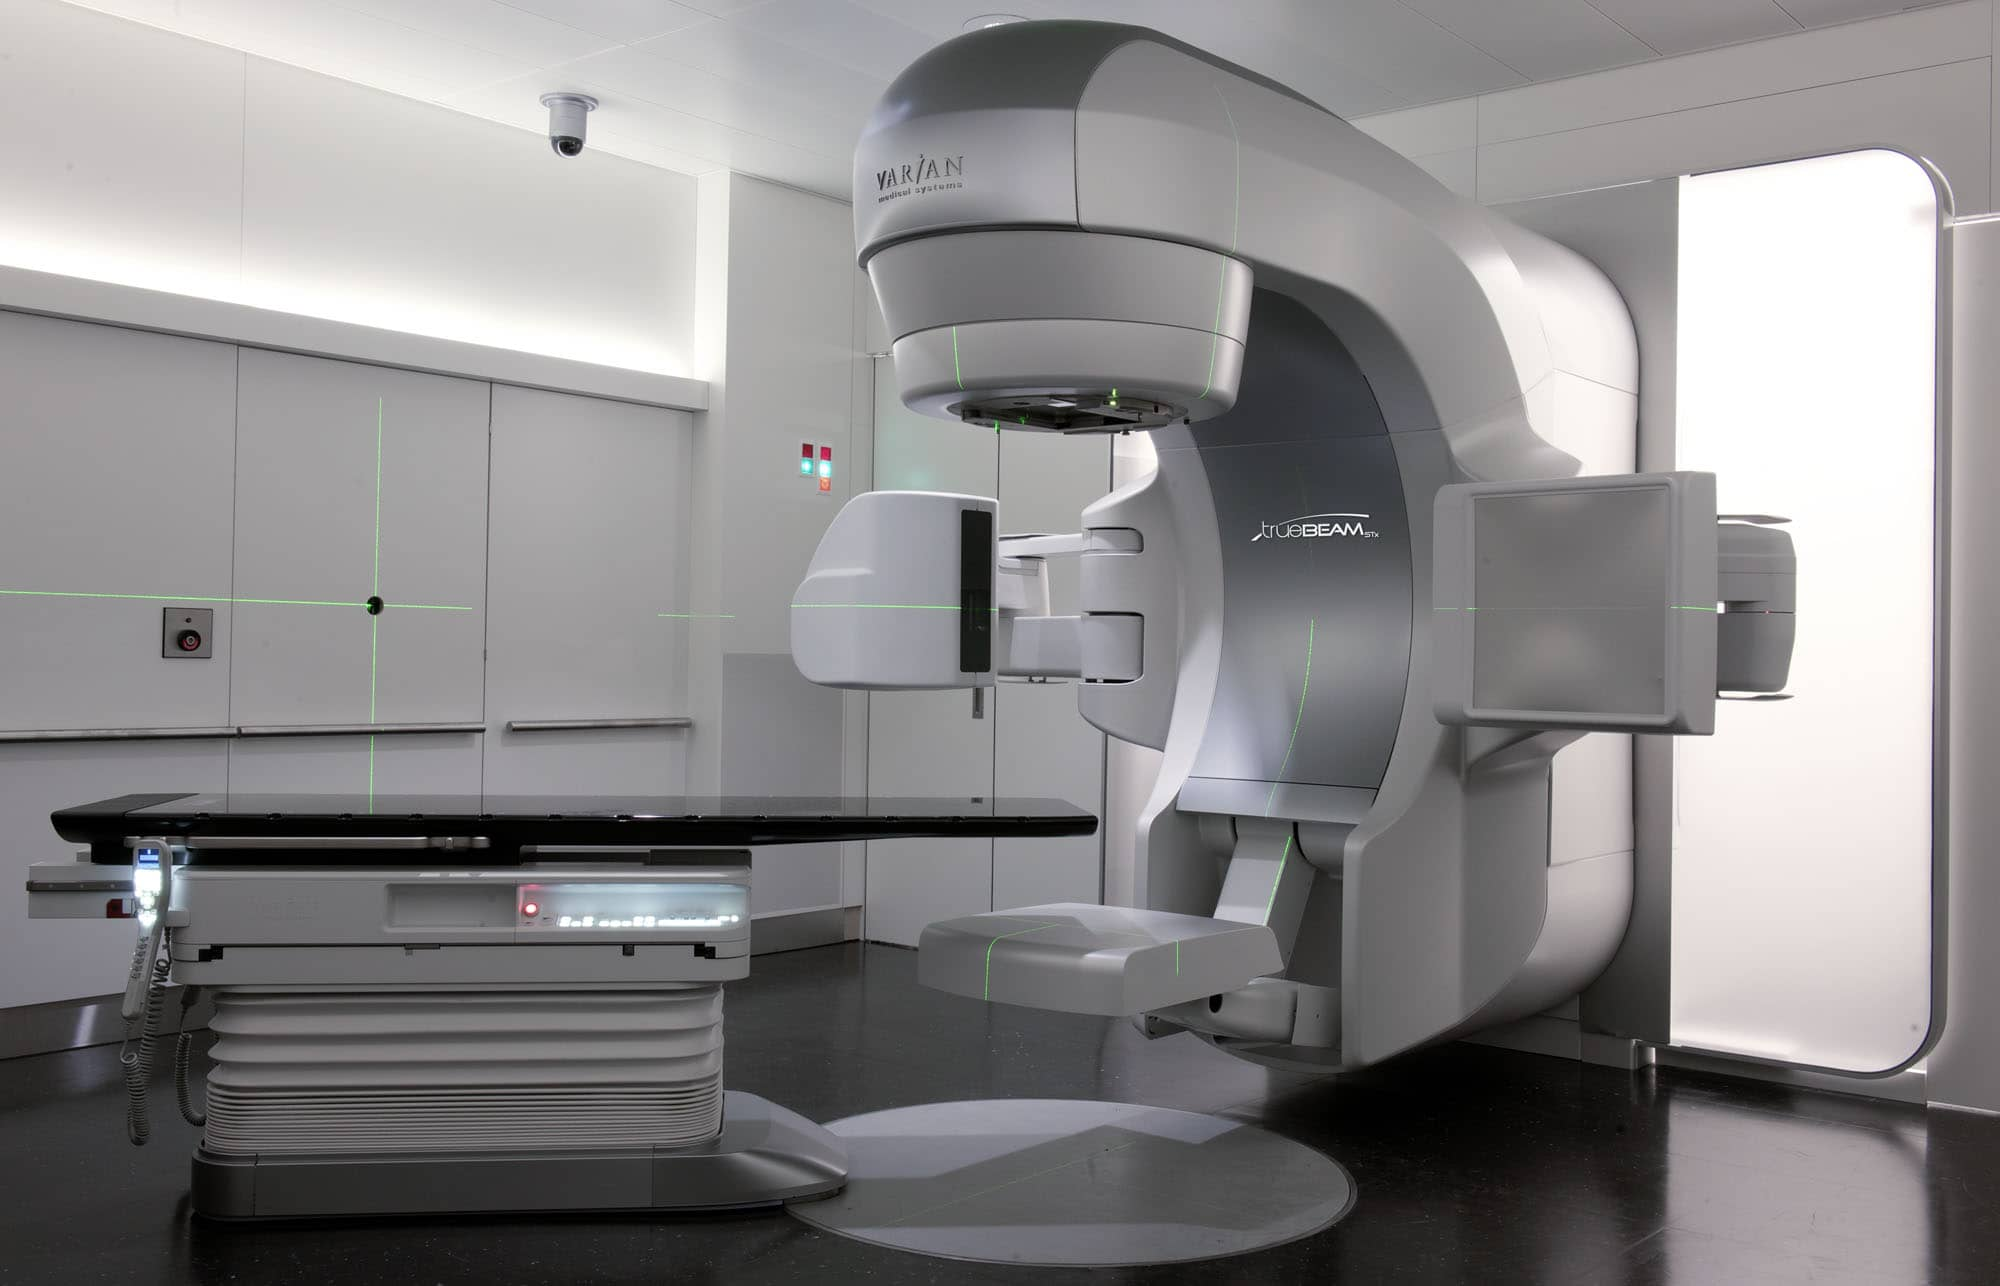 VARIAN
medical systems
trueBEAM STx